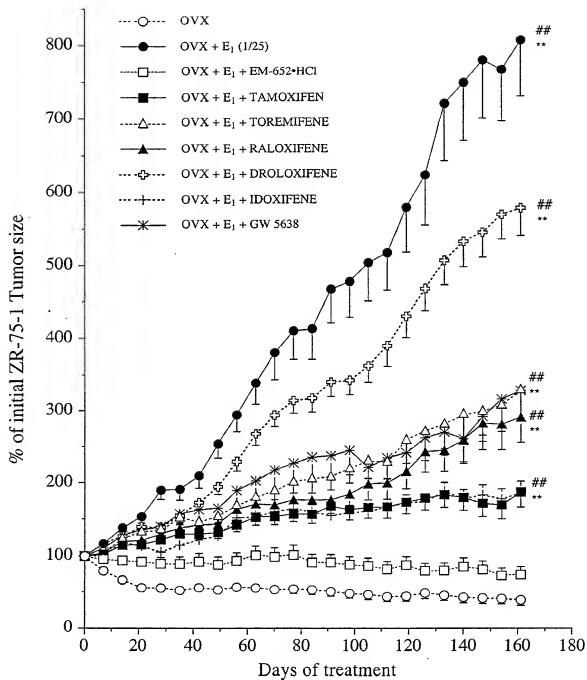 OVX
OVX + E1 (1/25)
OVX + E1 + EM-652•HCl
OVX + E1 + TAMOXIFEN
OVX + E1 + TOREMIFENE
OVX + E1 + RALOXIFENE
OVX + E1 + DROLOXIFENE
OVX + E1 + IDOXIFENE
OVX + E1 + GW 5638
##
**
##
**
##
**
##
**
##
**
% of initial ZR-75-1 Tumor size
800
700
600
500
400
300
200
100
0
0 20 40 60 80 100 120 140 160 180
Days of treatment